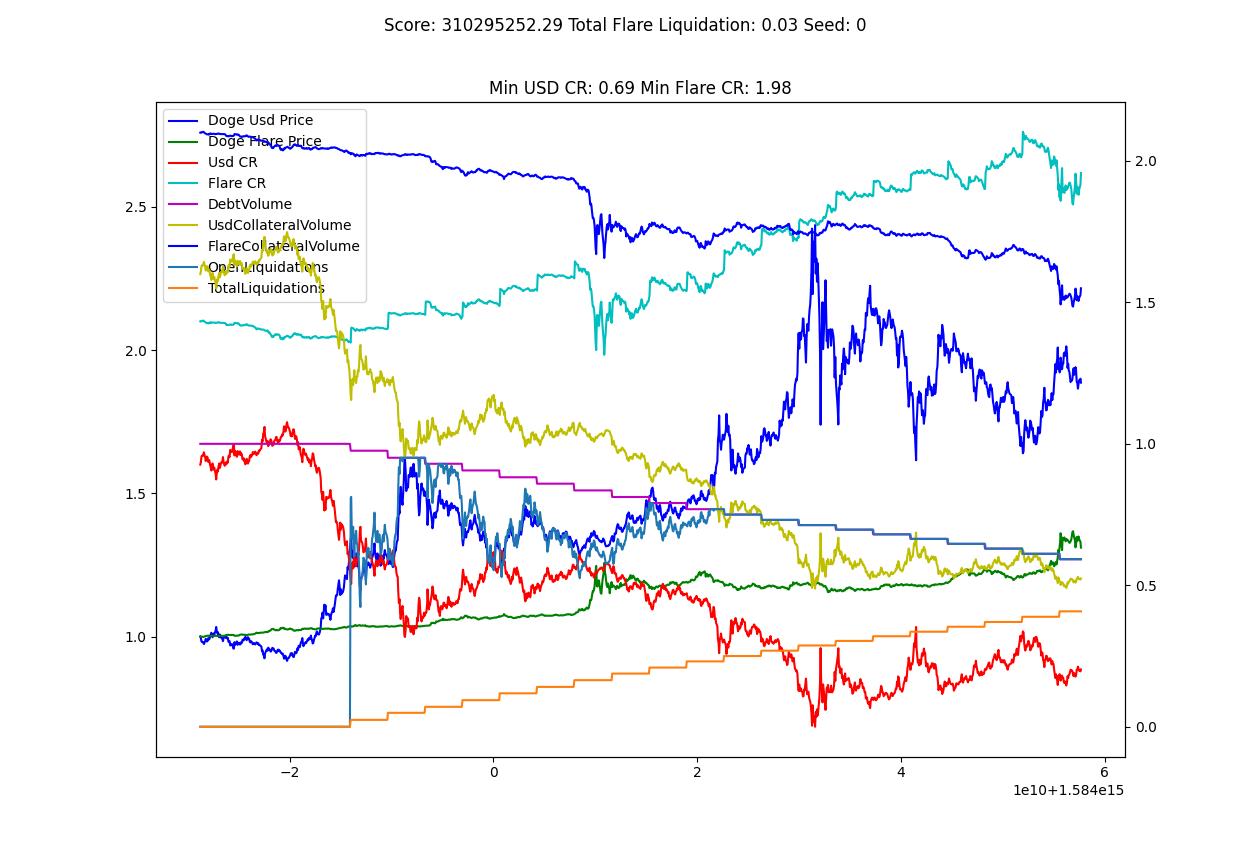 Score: 310295252.29 Total Flare Liquidation: 0.03 Seed: 0
Min USD CR: 0.69 Min Flare CR: 1.98
Doge Usd Price
Doge Flare Price
Usd CR
Flare CR
DebtVolume
UsdCollateralVolume
FlareCollateralVolume
OpenLiquidations
TotalLiquidations
2.5
2.0
1.5
1.0
2.0
1.5
1.0
0.5
0.0
−2
0
2
4
6
1e10+1.584e15